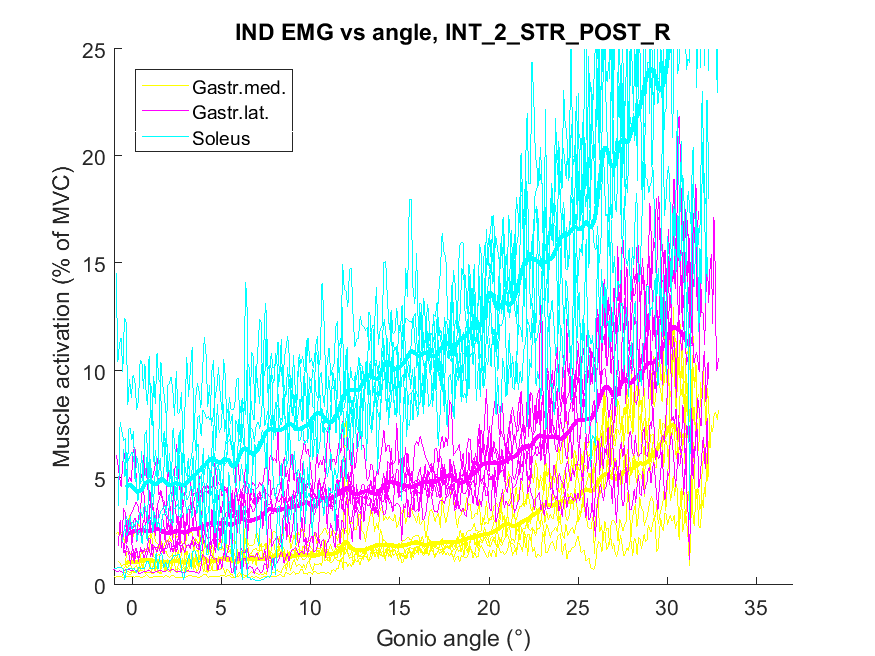 IND EMG vs angle, INT_2_STR_POST_R
25
Gastr.med.
Gastr.lat.
Soleus
20
15
10
5
0
Muscle activation (% of MVC)
0 5 10 15 20 25 30 35
Gonio angle (°)